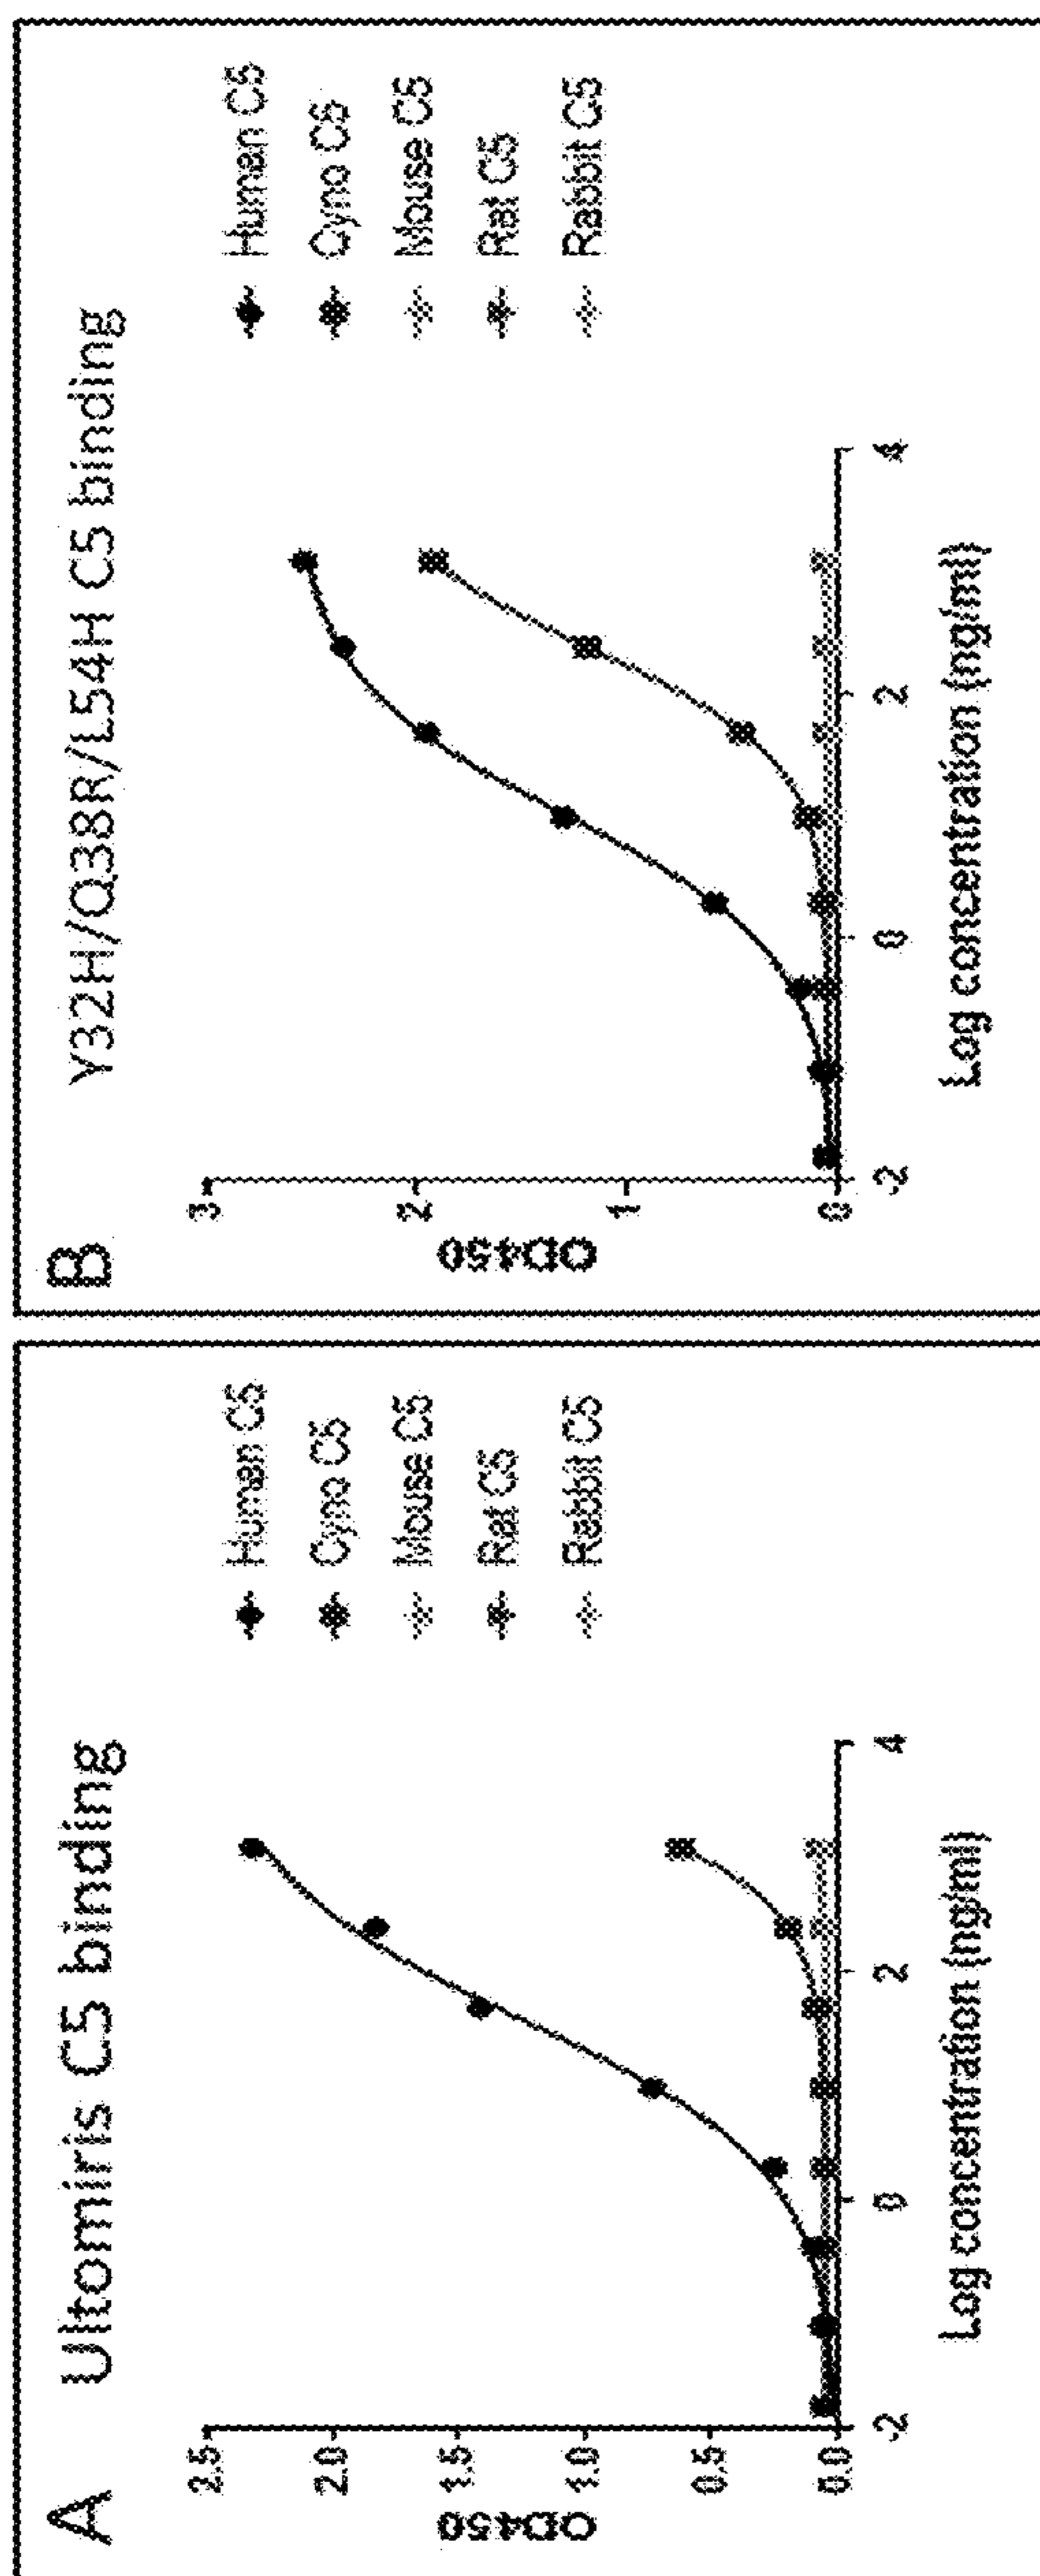 A
Ultomiris C5 binding
OD450
2.5
2.0
1.5
1.0
0.5
0.0
-2
0
2
4
Log concentration (ng/ml)
Human C5
Cyno C5
Mouse C5
Rat C5
Rabbit C5
B
Y32H/Q38R/L54H C5 binding
OD450
3
2
1
0
-2
0
2
4
Log concentration (ng/ml)
Human C5
Cyno C5
Mouse C5
Rat C5
Rabbit C5